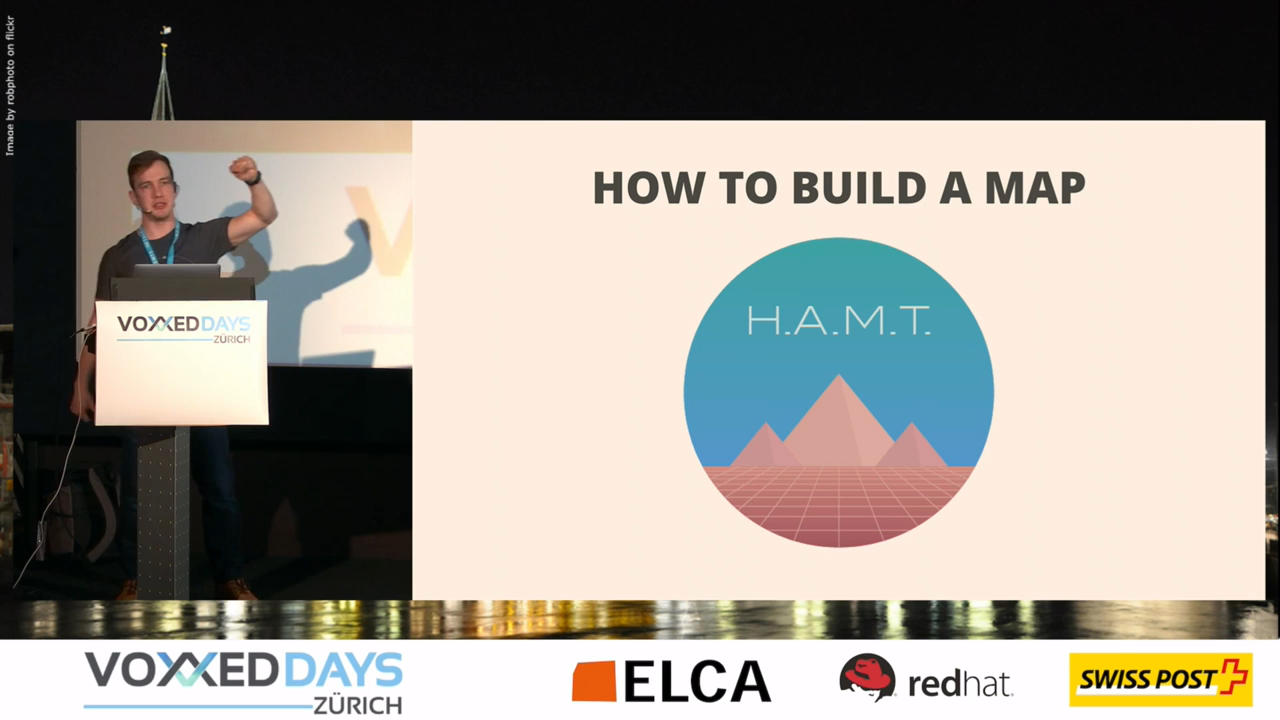 Image by robphoto on flickr
HOW TO BUILD A MAP
H.A.M.T.
VOXXED DAYS
ZÜRICH
VOXXED DAYS
ZÜRICH
ELCA
redhat.
SWISS POST